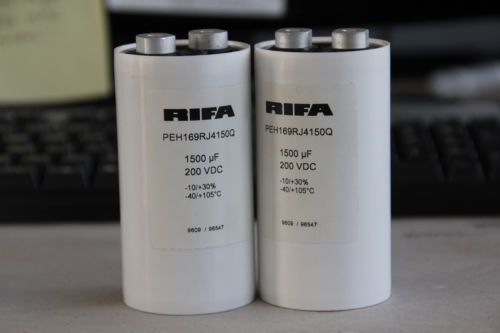 RIFA
PEH169RJ4150Q
1500 µF
200 VDC
-10/+30%
-40/+105°C
9609 / 96547
RIFA
PEH169RJ4150Q
1500 µF
200 VDC
-10/+30%
-40/+105°C
9609 / 96547